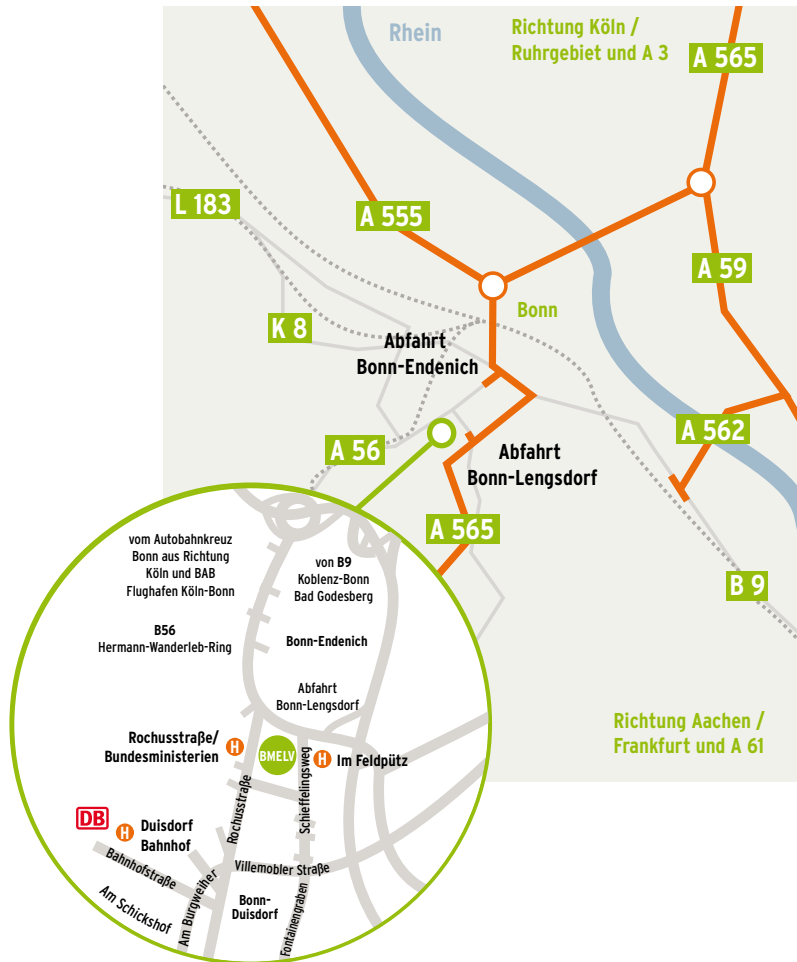 Rhein
Richtung Köln /
Ruhrgebiet und A 3
A 565
L 183
A 555
A 59
K 8
Bonn
Abfahrt
Bonn-Endenich
A 562
A 56
Abfahrt
Bonn-Lengsdorf
A 565
B 9
Richtung Aachen /
Frankfurt und A 61
vom Autobahnkreuz
Bonn aus Richtung
Köln und BAB
Flughafen Köln-Bonn
von B9
Koblenz-Bonn
Bad Godesberg
B56
Hermann-Wanderleb-Ring
Bonn-Endenich
Abfahrt
Bonn-Lengsdorf
Rochusstraße/
Bundesministerien
H
BMELV
H
Im Feldpütz
Schieffelingsweg
Rochusstraße
DB
H
Duisdorf
Bahnhof
Bahnhofstraße
Villemobler Straße
Am Schickshof
Am Burgweiher
Bonn-
Duisdorf
Fontainengraben